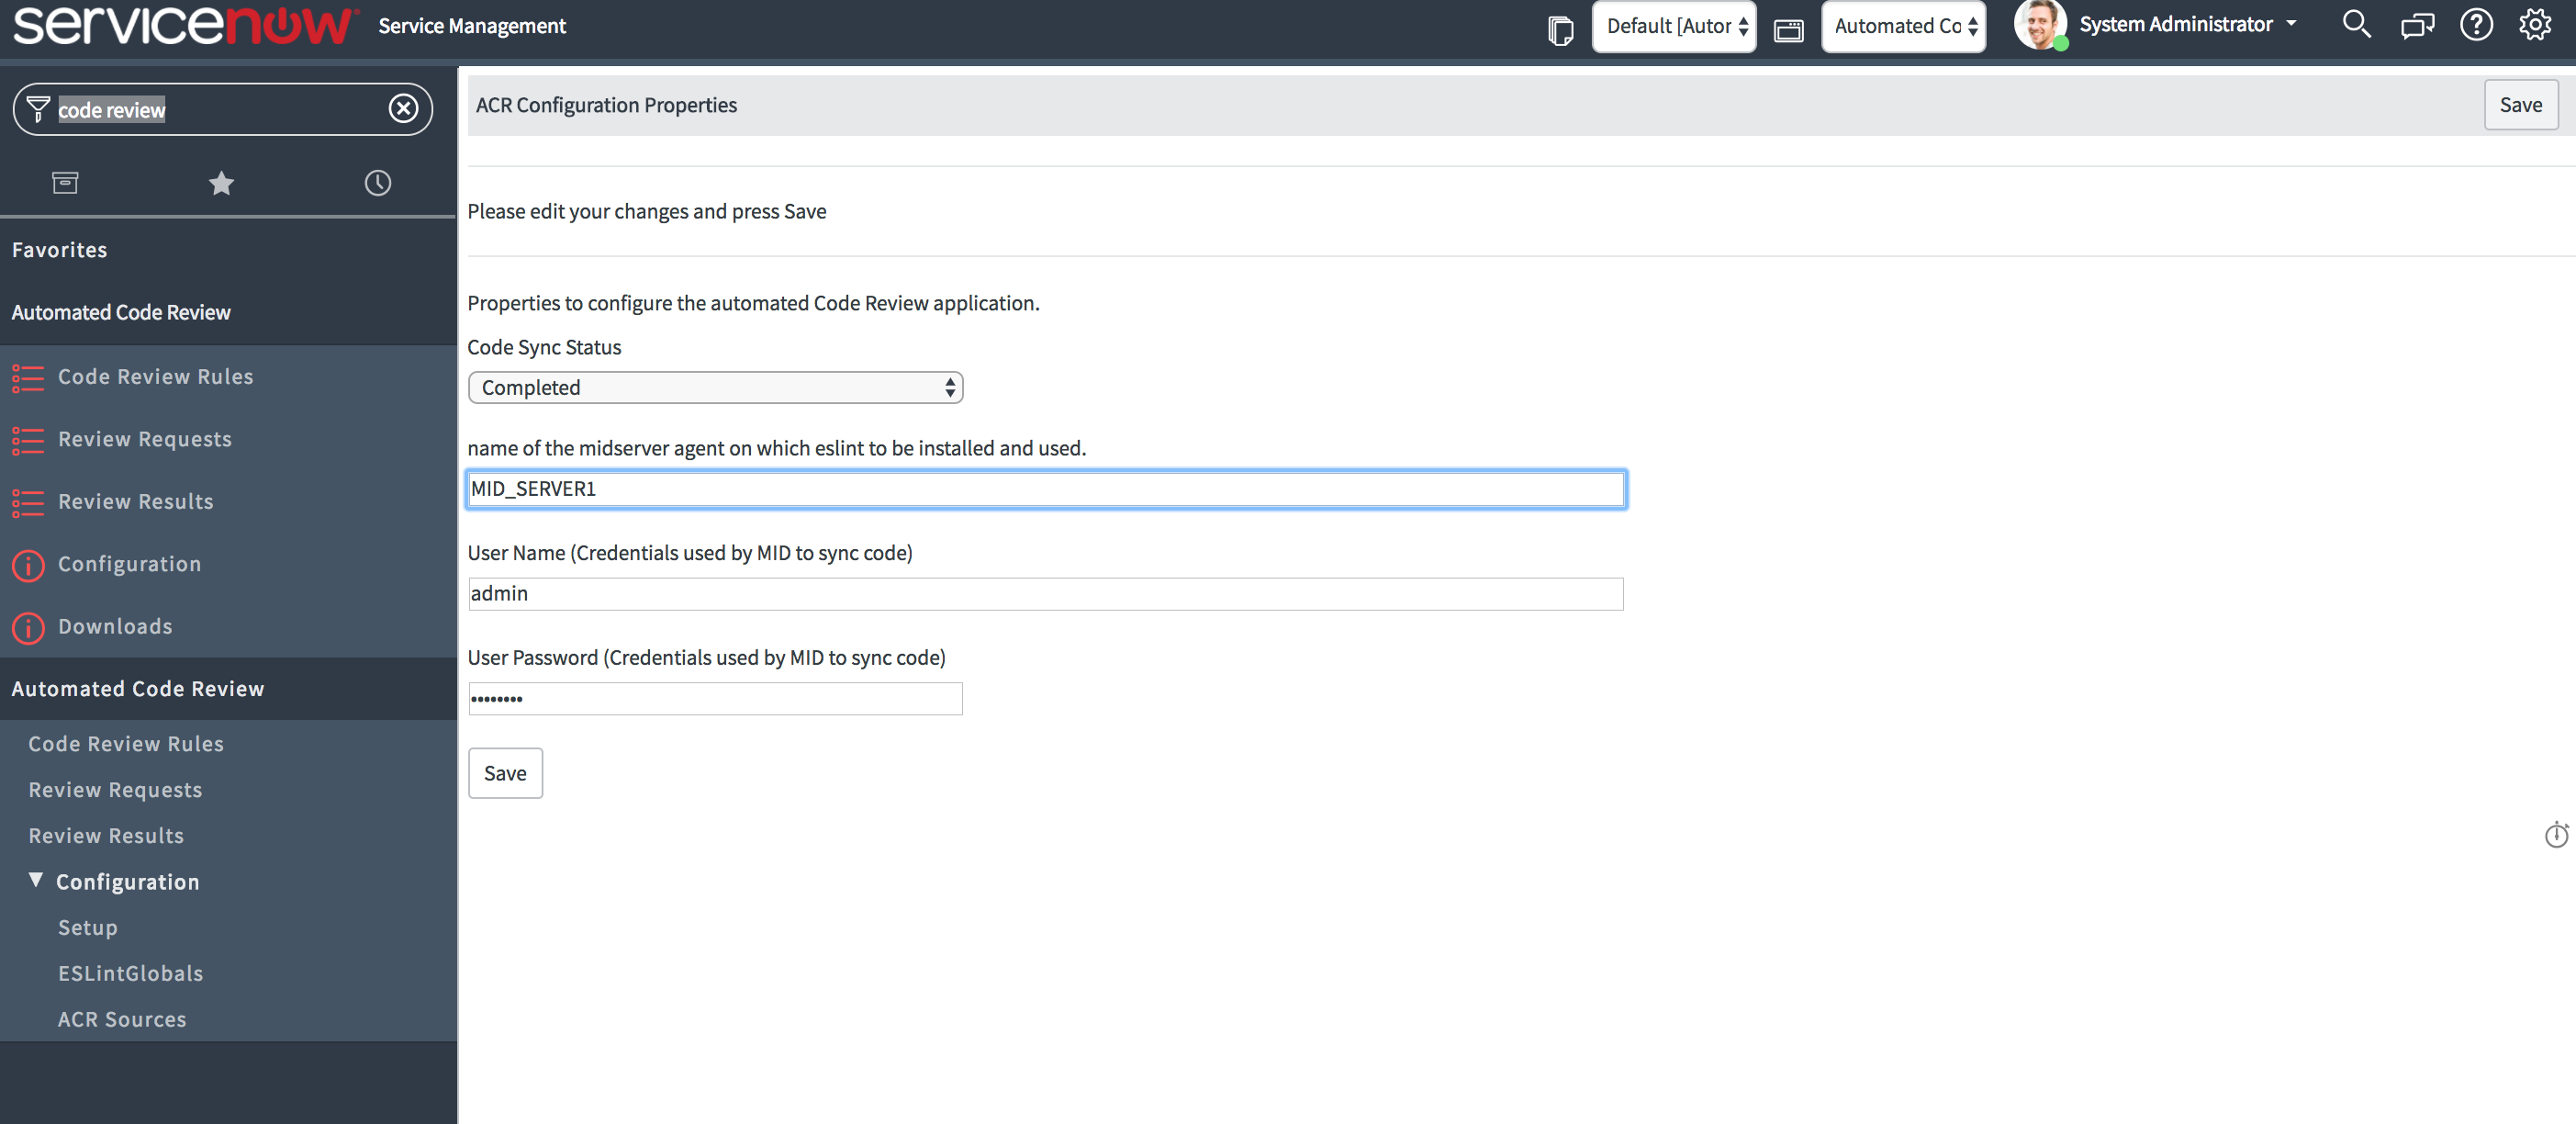 servicenow Service Management Default [Autor Automated Co System Administrator
code review
Favorites
Automated Code Review
Code Review Rules
Review Requests
Review Results
Configuration
Downloads
Automated Code Review
Code Review Rules
Review Requests
Review Results
Configuration
Setup
ESLintGlobals
ACR Sources
ACR Configuration Properties Save
Please edit your changes and press Save
Properties to configure the automated Code Review application.
Code Sync Status
Completed
name of the midserver agent on which eslint to be installed and used.
MID_SERVER1
User Name (Credentials used by MID to sync code)
admin
User Password (Credentials used by MID to sync code)
••••••••
Save